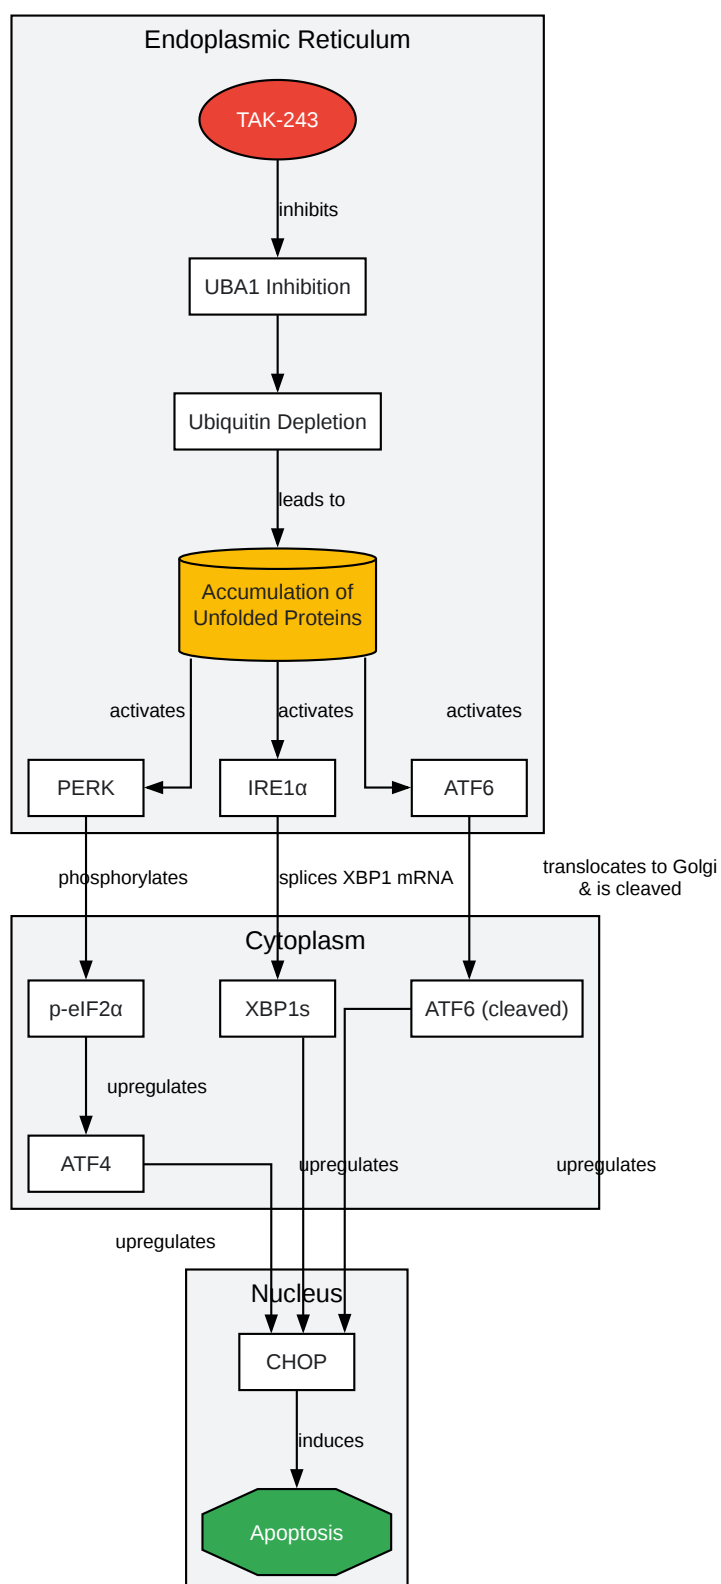 Endoplasmic Reticulum
TAK-243
inhibits
UBA1 Inhibition
Ubiquitin Depletion
leads to
Accumulation of
Unfolded Proteins
activates
activates
activates
PERK
IRE1α
ATF6
phosphorylates
splices XBP1 mRNA
translocates to Golgi
& is cleaved
Cytoplasm
p-eIF2α
XBP1s
ATF6 (cleaved)
upregulates
ATF4
upregulates
upregulates
upregulates
Nucleus
CHOP
induces
Apoptosis